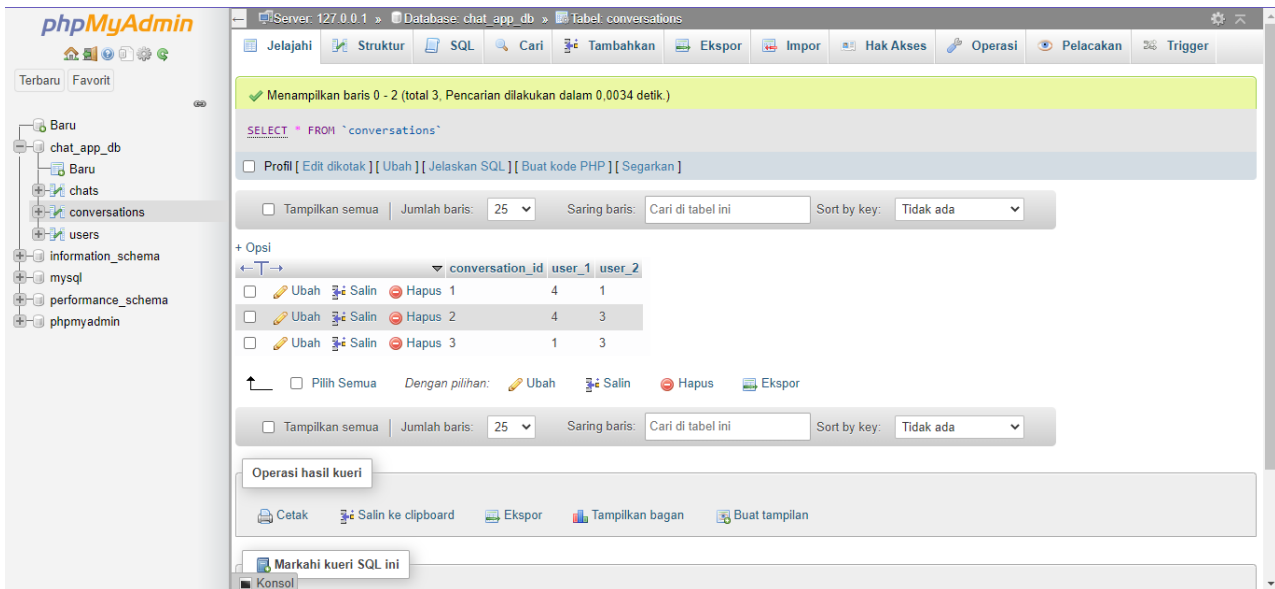 phpMyAdmin
Terbaru Favorit
Baru
chat_app_db
Baru
chats
conversations
users
information_schema
mysql
performance_schema
phpmyadmin
Server: 127.0.0.1 » Database: chat_app_db » Tabel: conversations
Jelajahi Struktur SQL Cari Tambahkan Ekspor Impor Hak Akses Operasi Pelacakan Trigger
Menampilkan baris 0 - 2 (total 3, Pencarian dilakukan dalam 0,0034 detik.)
SELECT * FROM `conversations`
Profil [ Edit dikotak ] [ Ubah ] [ Jelaskan SQL ] [ Buat kode PHP ] [ Segarkan ]
Tampilkan semua | Jumlah baris: 25 Saring baris: Cari di tabel ini Sort by key: Tidak ada
+ Opsi
←T→ conversation_id user_1 user_2
Ubah Salin Hapus 1 4 1
Ubah Salin Hapus 2 4 3
Ubah Salin Hapus 3 1 3
Pilih Semua Dengan pilihan: Ubah Salin Hapus Ekspor
Tampilkan semua | Jumlah baris: 25 Saring baris: Cari di tabel ini Sort by key: Tidak ada
Operasi hasil kueri
Cetak Salin ke clipboard Ekspor Tampilkan bagan Buat tampilan
Markahi kueri SQL ini
Konsol